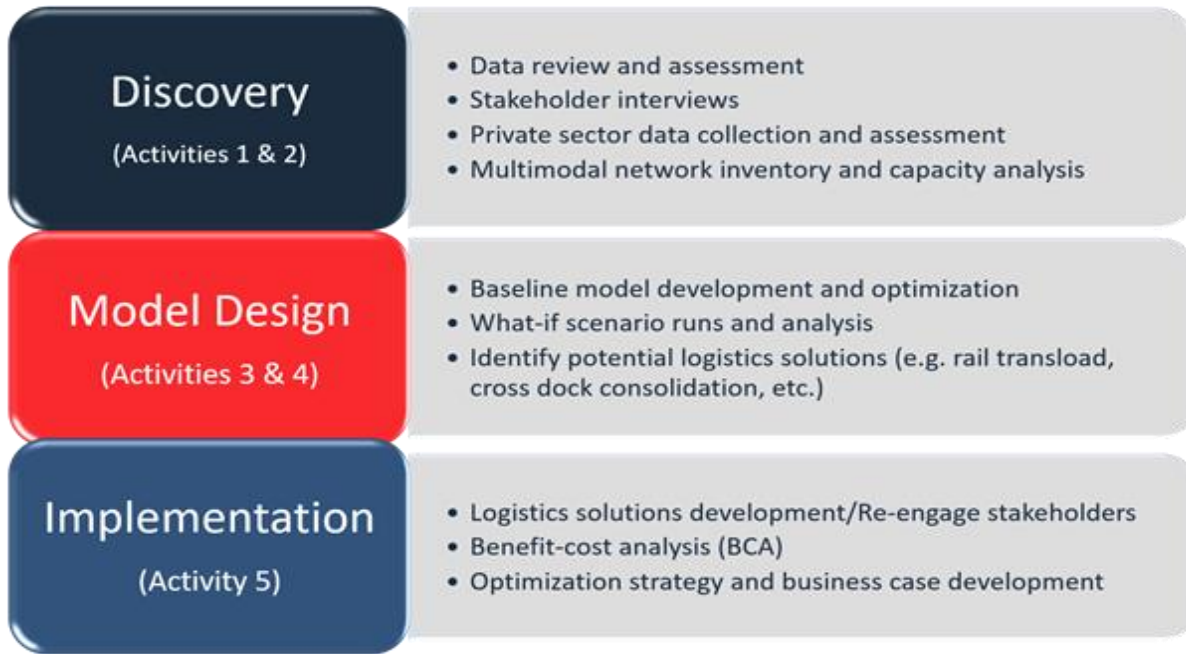 Discovery
(Activities 1 & 2)
• Data review and assessment
• Stakeholder interviews
• Private sector data collection and assessment
• Multimodal network inventory and capacity analysis
Model Design
(Activities 3 & 4)
• Baseline model development and optimization
• What-if scenario runs and analysis
• Identify potential logistics solutions (e.g. rail transload,
cross dock consolidation, etc.)
Implementation
(Activity 5)
• Logistics solutions development/Re-engage stakeholders
• Benefit-cost analysis (BCA)
• Optimization strategy and business case development